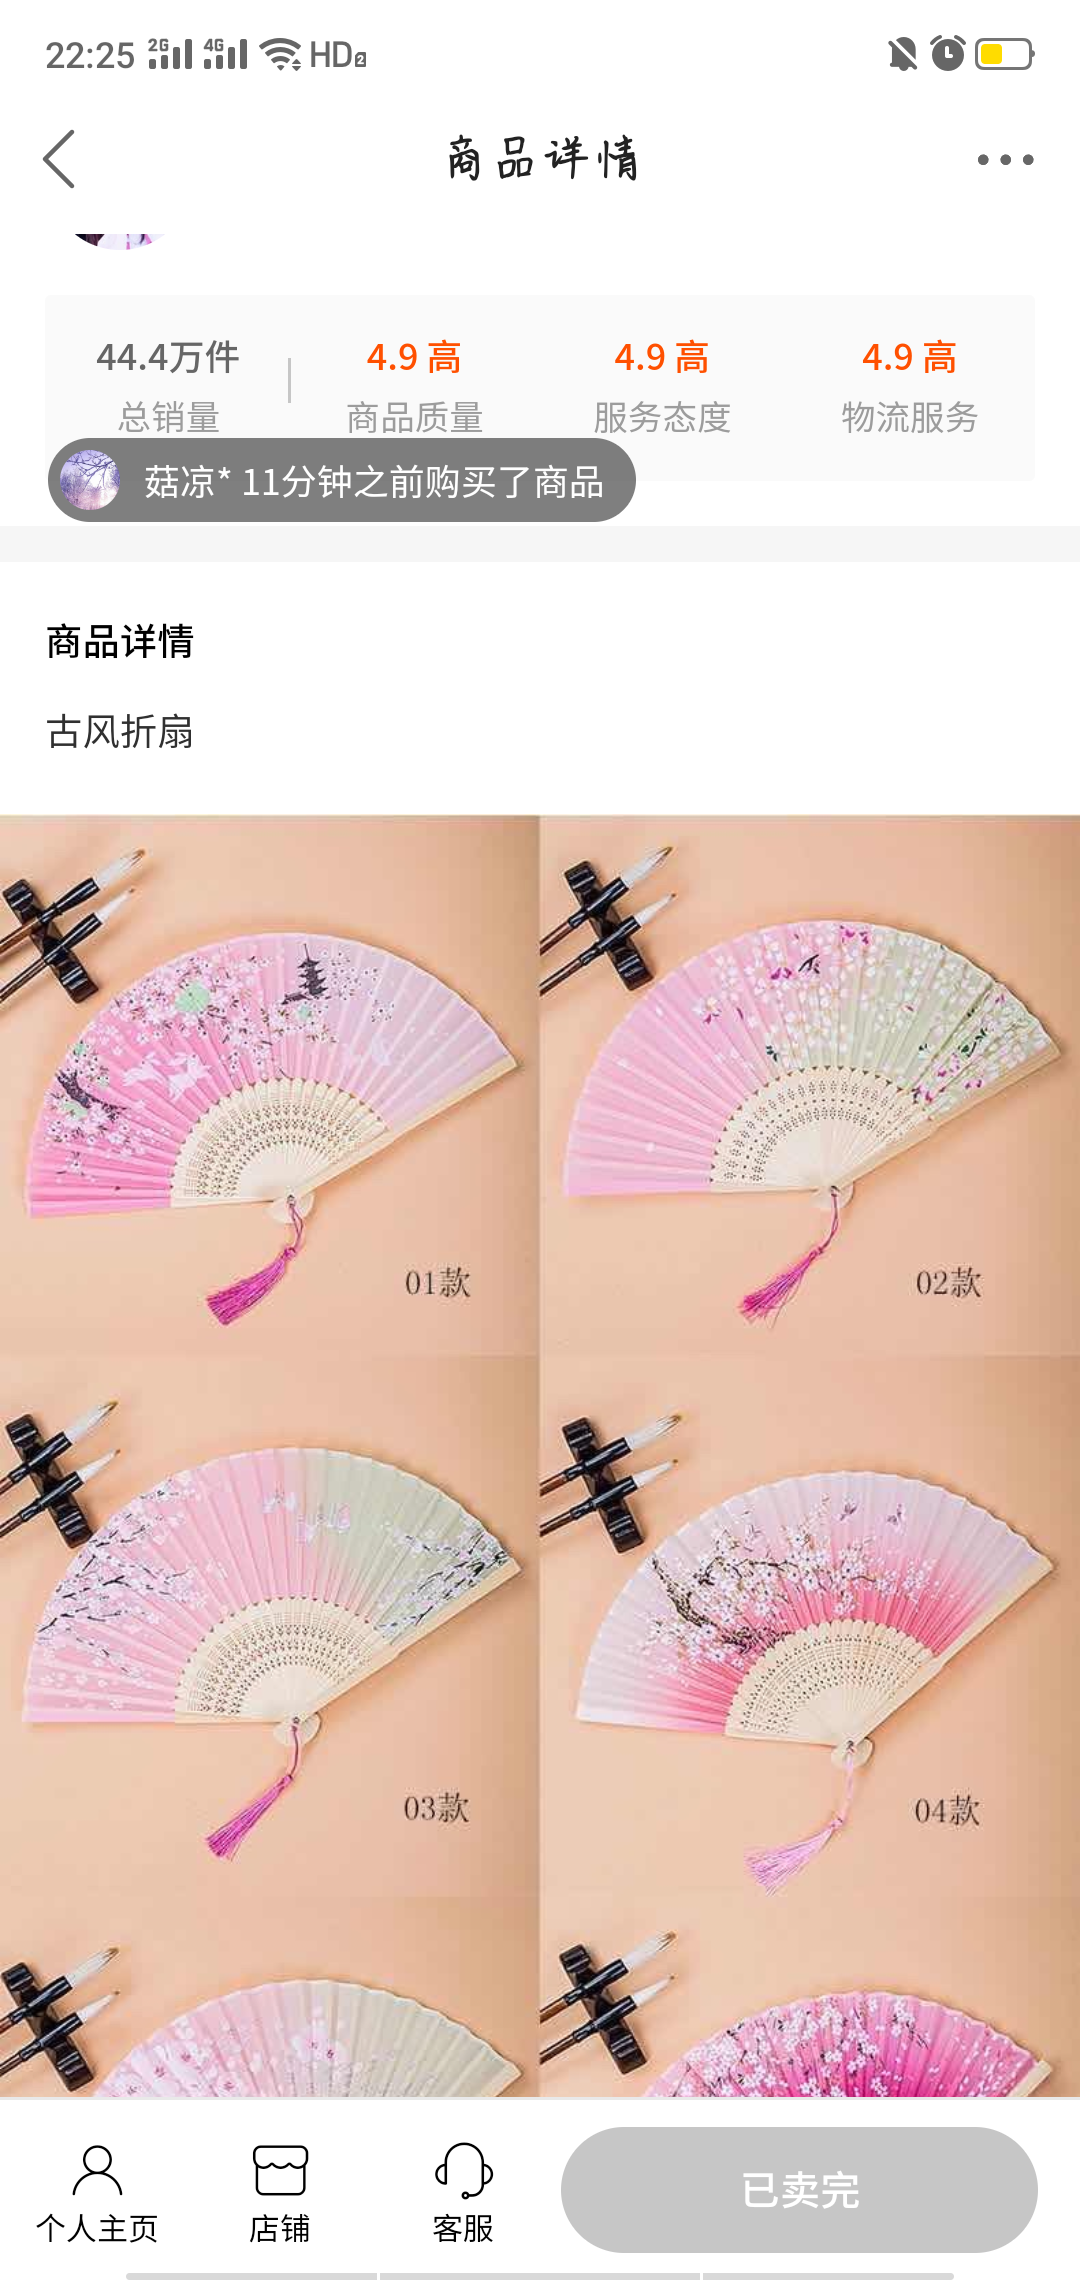 22:25 2G 4G HD2
商品详情
44.4万件 4.9 高 4.9 高 4.9 高
总销量 商品质量 服务态度 物流服务
菇凉* 11分钟之前购买了商品
商品详情
古风折扇
01款 02款
03款 04款
个人主页 店铺 客服 已卖完